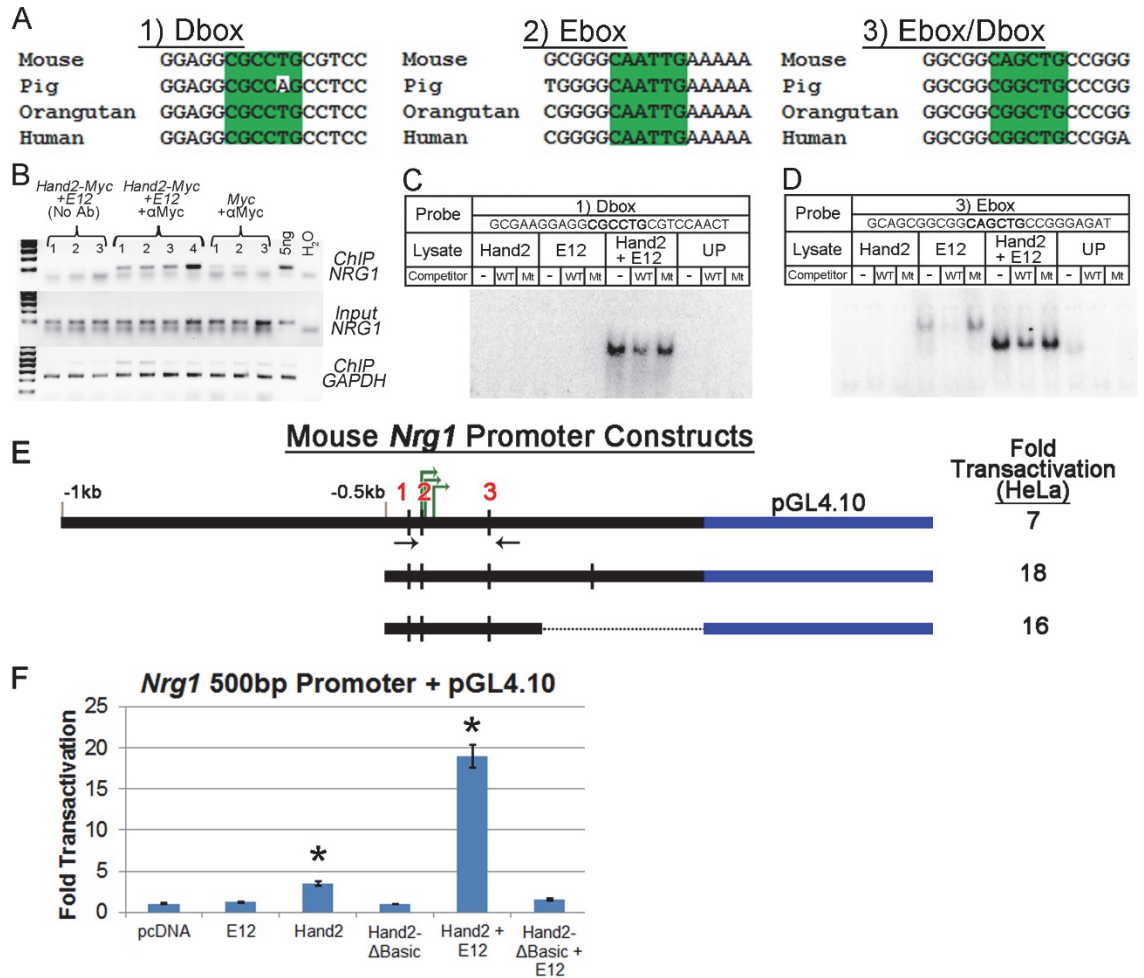 A
1) Dbox
Mouse GGAGGCGCCTGCGTCC
Pig GGAGGCGCCAGCCTCC
Orangutan GGAGGCGCCTGCCTCC
Human GGAGGCGCCTGCCTCC
2) Ebox
GCGGGCAATTGAAAAA
TGGGGCAATTGAAAAA
CGGGGCAATTGAAAAA
CGGGGCAATTGAAAAA
3) Ebox/Dbox
Mouse GGCGGCAGCTGCCGGG
Pig GGCGGCGGCTGCCCGG
Orangutan GGCGGCGGCTGCCCGG
Human GGCGGCGGCTGCCCGGA
B
Hand2-Myc +E12 (No Ab)
Hand2-Myc +E12 +αMyc
Myc +αMyc
5ng
H2O
1 2 3 1 2 3 4 1 2 3
ChIP NRG1
Input NRG1
ChIP GAPDH
C
Probe
1) Dbox
GCGAAGGAGGCGCCTGCGTCCAACT
Lysate Hand2 E12 Hand2 + E12 UP
Competitor - WT Mt - WT Mt - WT Mt - WT Mt
D
Probe
3) Ebox
GCAGCGGCGGCAGCTGCCGGGAGAT
Lysate Hand2 E12 Hand2 + E12 UP
Competitor - WT Mt - WT Mt - WT Mt - WT Mt
E
Mouse Nrg1 Promoter Constructs
Fold Transactivation (HeLa)
-1kb
-0.5kb
1 2 3
pGL4.10
7
18
16
F
Nrg1 500bp Promoter + pGL4.10
Fold Transactivation
25
20
15
10
5
0
*
*
pcDNA
E12
Hand2
Hand2-ΔBasic
Hand2 + E12
Hand2-ΔBasic + E12